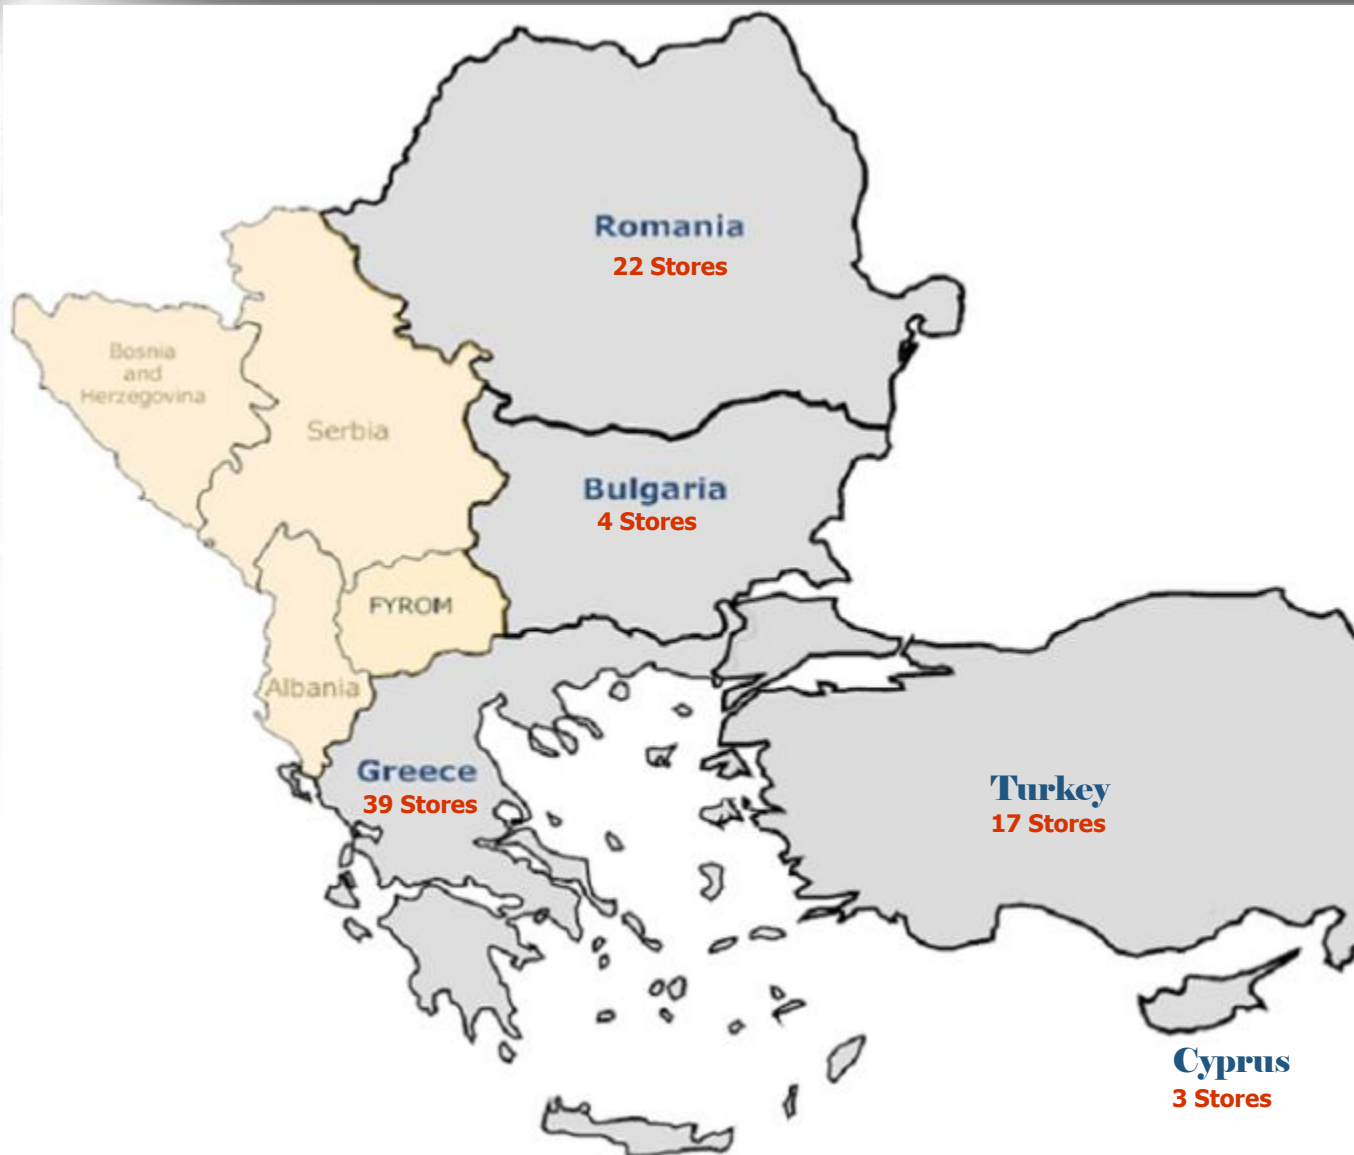 Romania
22 Stores
Bosnia
and
Herzegovina
Serbia
Bulgaria
4 Stores
FYROM
Albania
Greece
39 Stores
Turkey
17 Stores
Cyprus
3 Stores